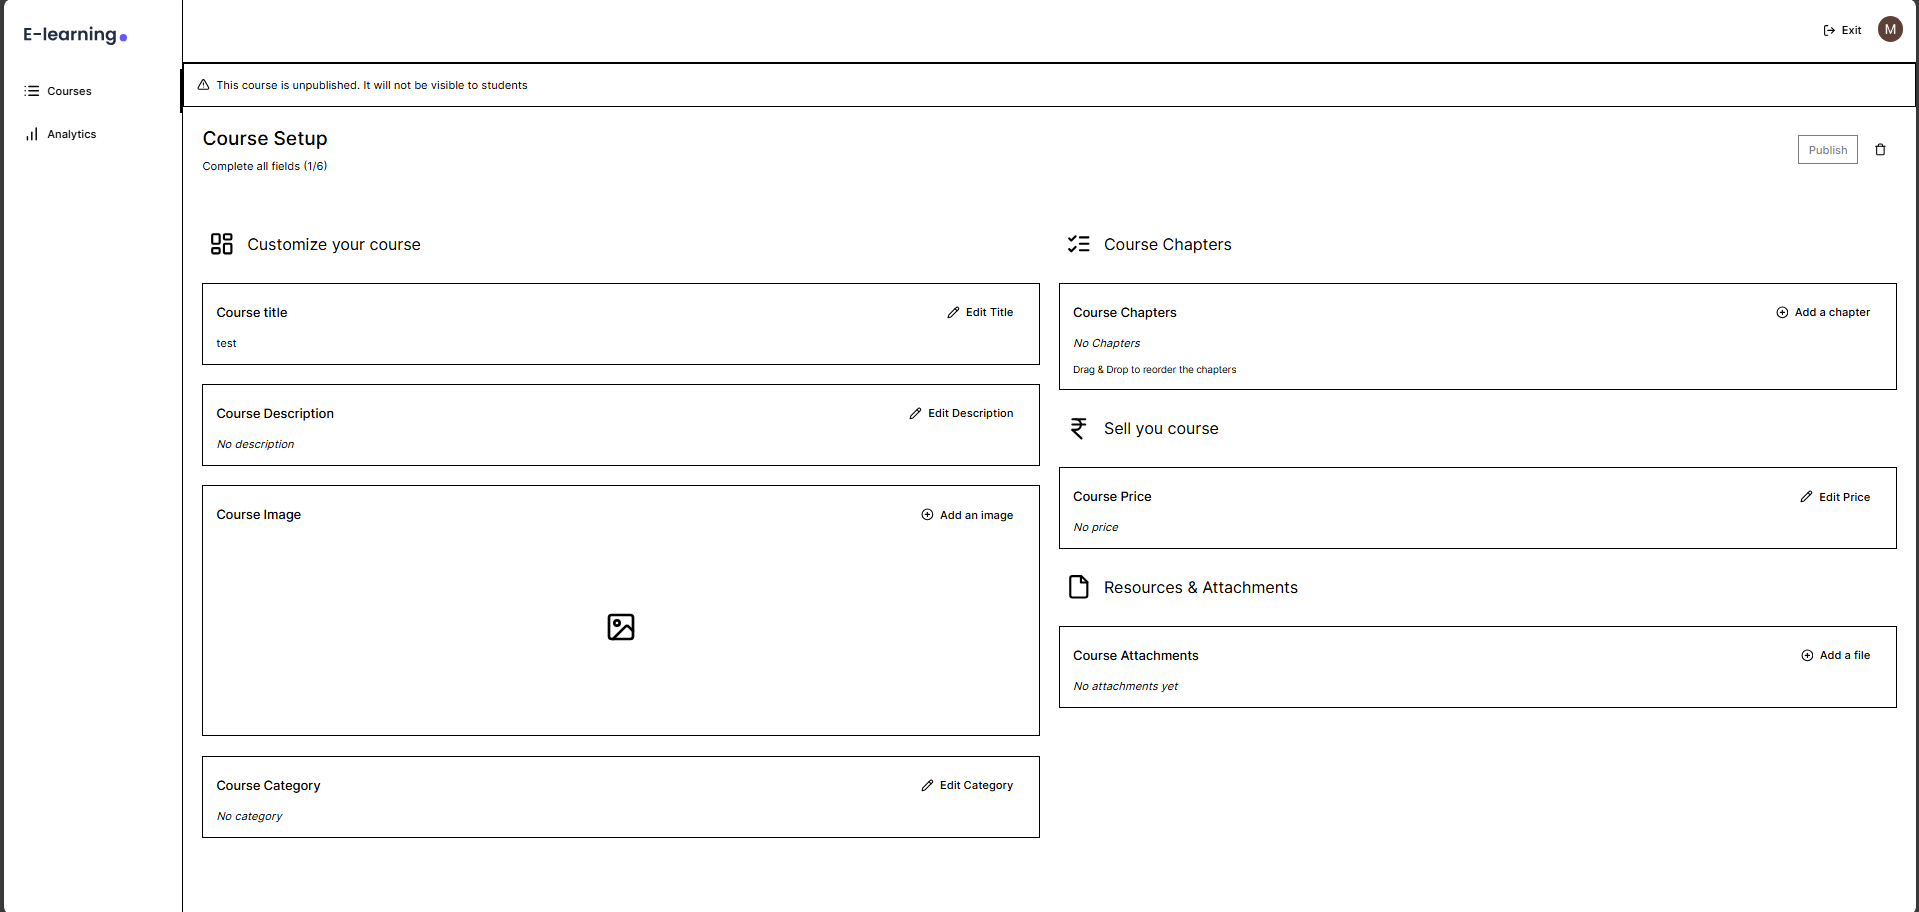 E-learning
Exit
M
Courses
Analytics
This course is unpublished. It will not be visible to students
Course Setup
Complete all fields (1/6)
Publish
Customize your course
Course title
Edit Title
test
Course Description
Edit Description
No description
Course Image
Add an image
Course Category
Edit Category
No category
Course Chapters
Course Chapters
Add a chapter
No Chapters
Drag & Drop to reorder the chapters
₹ Sell you course
Course Price
Edit Price
No price
Resources & Attachments
Course Attachments
Add a file
No attachments yet